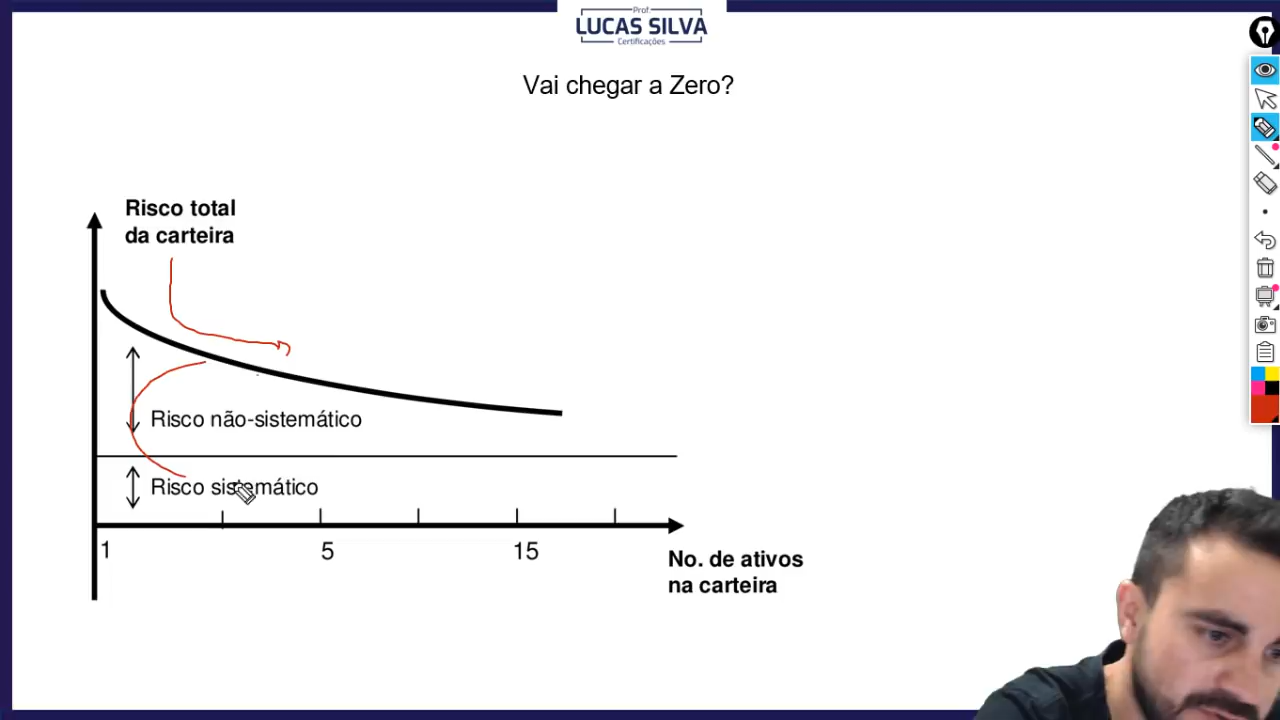 Prof.
LUCAS SILVA
Certificações
Vai chegar a Zero?
Risco total
da carteira
Risco não-sistemático
Risco sistemático
1
5
15
No. de ativos
na carteira